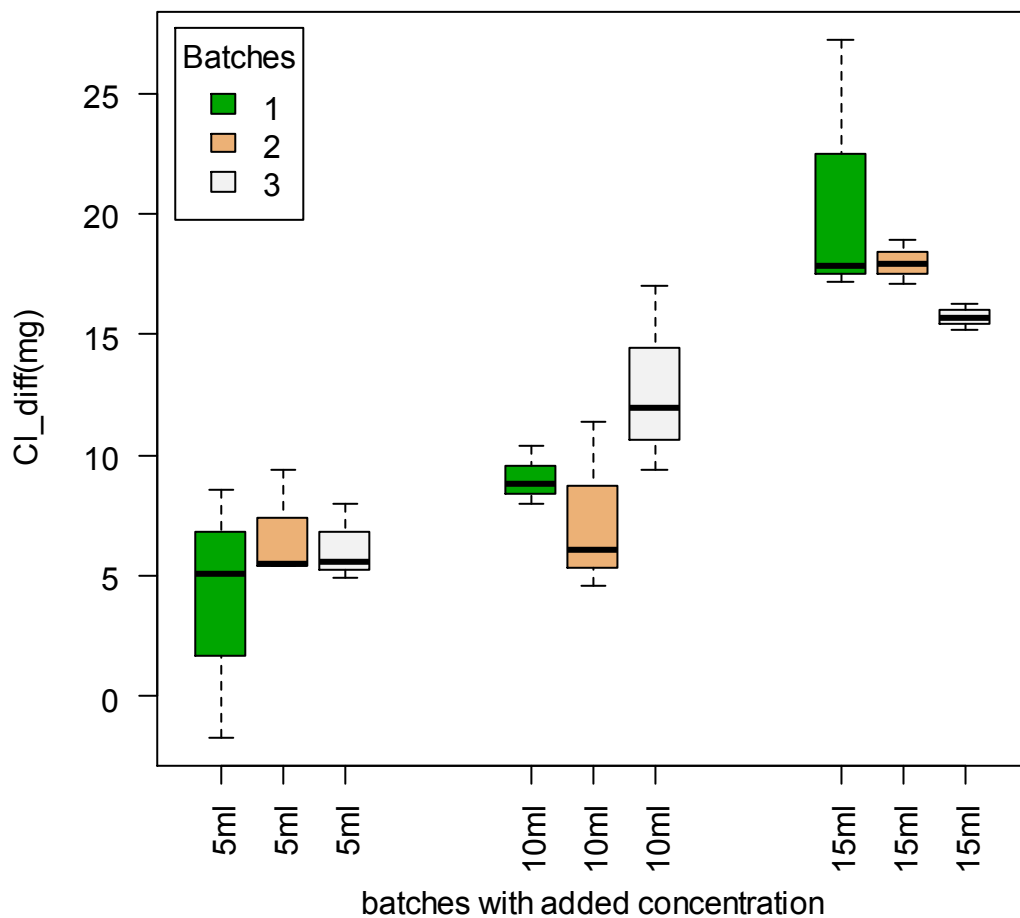 Batches
1
2
3
25
20
15
10
5
0
Cl_diff(mg)
5ml
5ml
5ml
10ml
10ml
10ml
15ml
15ml
15ml
batches with added concentration